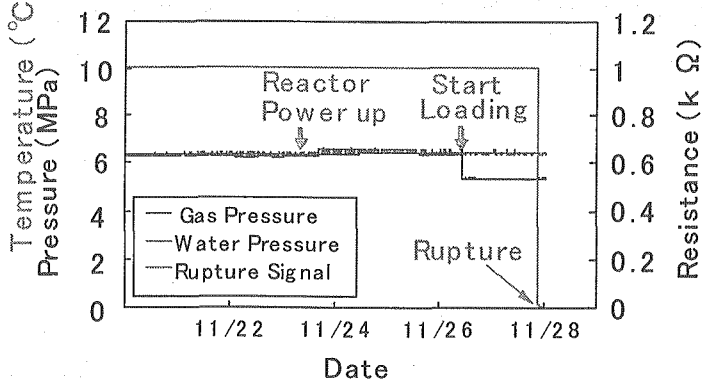 Temperature (°C)
Pressure (MPa)
12
10
8
6
4
2
0
Reactor
Power up
Start
Loading
Gas Pressure
Water Pressure
Rupture Signal
Rupture
1.2
1
0.8
0.6
0.4
0.2
0
Resistance (k Ω)
11/22
11/24
11/26
11/28
Date